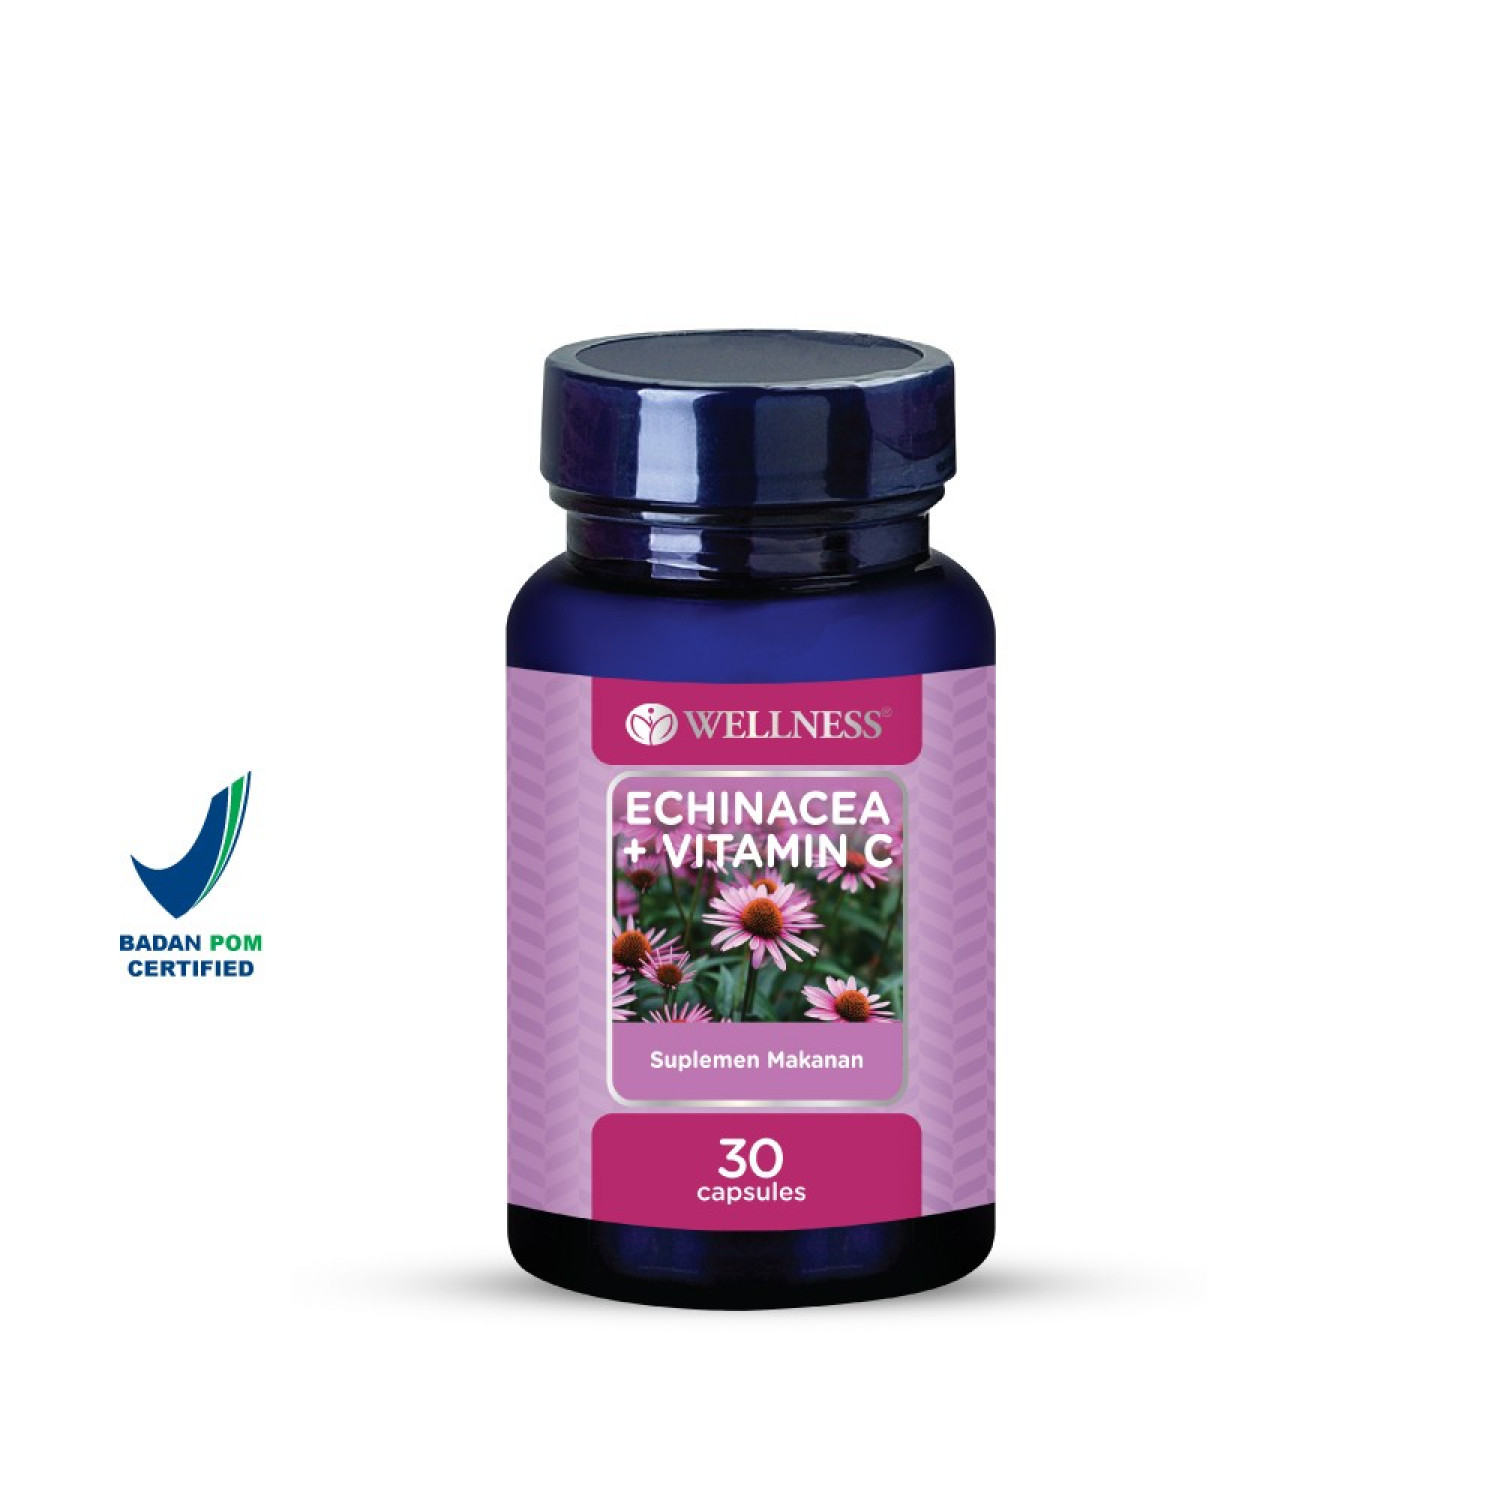 WELLNESS®
ECHINACEA
+ VITAMIN C
Suplemen Makanan
30
capsules
BADAN POM
CERTIFIED